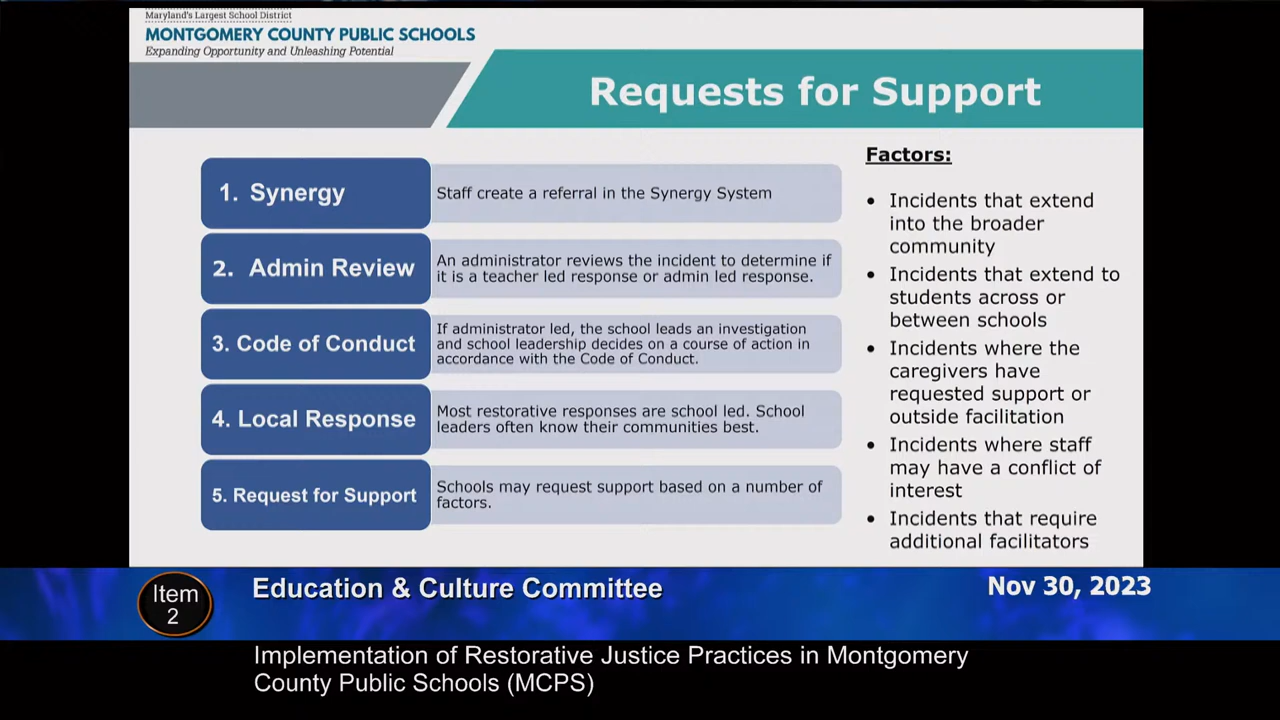 Maryland's Largest School District
MONTGOMERY COUNTY PUBLIC SCHOOLS
Expanding Opportunity and Unleashing Potential
Requests for Support
1. Synergy
Staff create a referral in the Synergy System
2. Admin Review
An administrator reviews the incident to determine if
it is a teacher led response or admin led response.
3. Code of Conduct
If administrator led, the school leads an investigation
and school leadership decides on a course of action in
accordance with the Code of Conduct.
4. Local Response
Most restorative responses are school led. School
leaders often know their communities best.
5. Request for Support
Schools may request support based on a number of
factors.
Factors:
• Incidents that extend
into the broader
community
• Incidents that extend to
students across or
between schools
• Incidents where the
caregivers have
requested support or
outside facilitation
• Incidents where staff
may have a conflict of
interest
• Incidents that require
additional facilitators
Item
2
Education & Culture Committee
Nov 30, 2023
Implementation of Restorative Justice Practices in Montgomery
County Public Schools (MCPS)